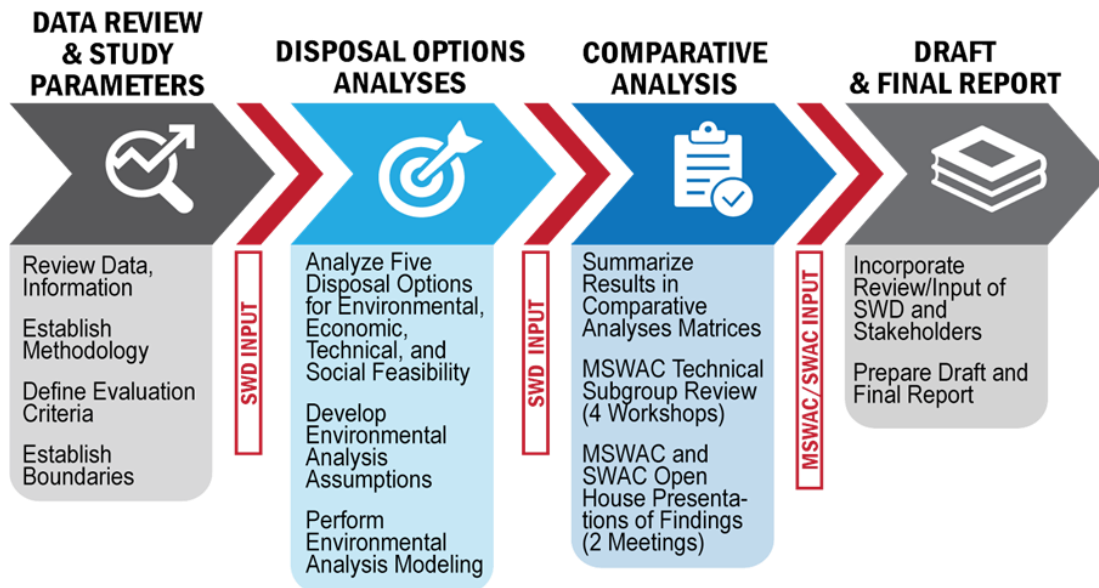 DATA REVIEW
& STUDY
PARAMETERS
Review Data,
Information
Establish
Methodology
Define Evaluation
Criteria
Establish
Boundaries
SWD INPUT
DISPOSAL OPTIONS
ANALYSES
Analyze Five
Disposal Options
for Environmental,
Economic,
Technical, and
Social Feasibility
Develop
Environmental
Analysis
Assumptions
Perform
Environmental
Analysis Modeling
SWD INPUT
COMPARATIVE
ANALYSIS
Summarize
Results in
Comparative
Analyses Matrices
MSWAC Technical
Subgroup Review
(4 Workshops)
MSWAC and
SWAC Open
House Presenta-
tions of Findings
(2 Meetings)
MSWAC/SWAC INPUT
DRAFT
& FINAL REPORT
Incorporate
Review/Input of
SWD and
Stakeholders
Prepare Draft and
Final Report